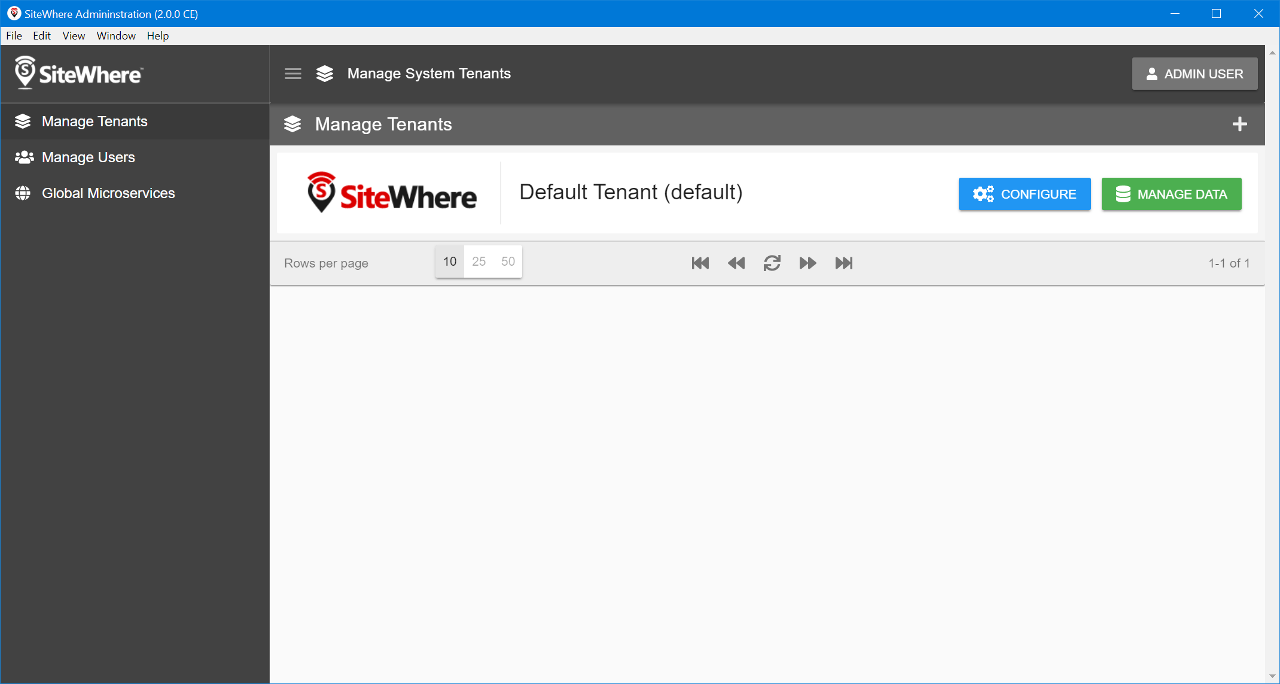 SiteWhere Admininstration (2.0.0 CE)
File Edit View Window Help
SiteWhere™
Manage System Tenants
ADMIN USER
Manage Tenants
Manage Users
Global Microservices
Manage Tenants
SiteWhere
Default Tenant (default)
CONFIGURE
MANAGE DATA
Rows per page
10 25 50
1-1 of 1